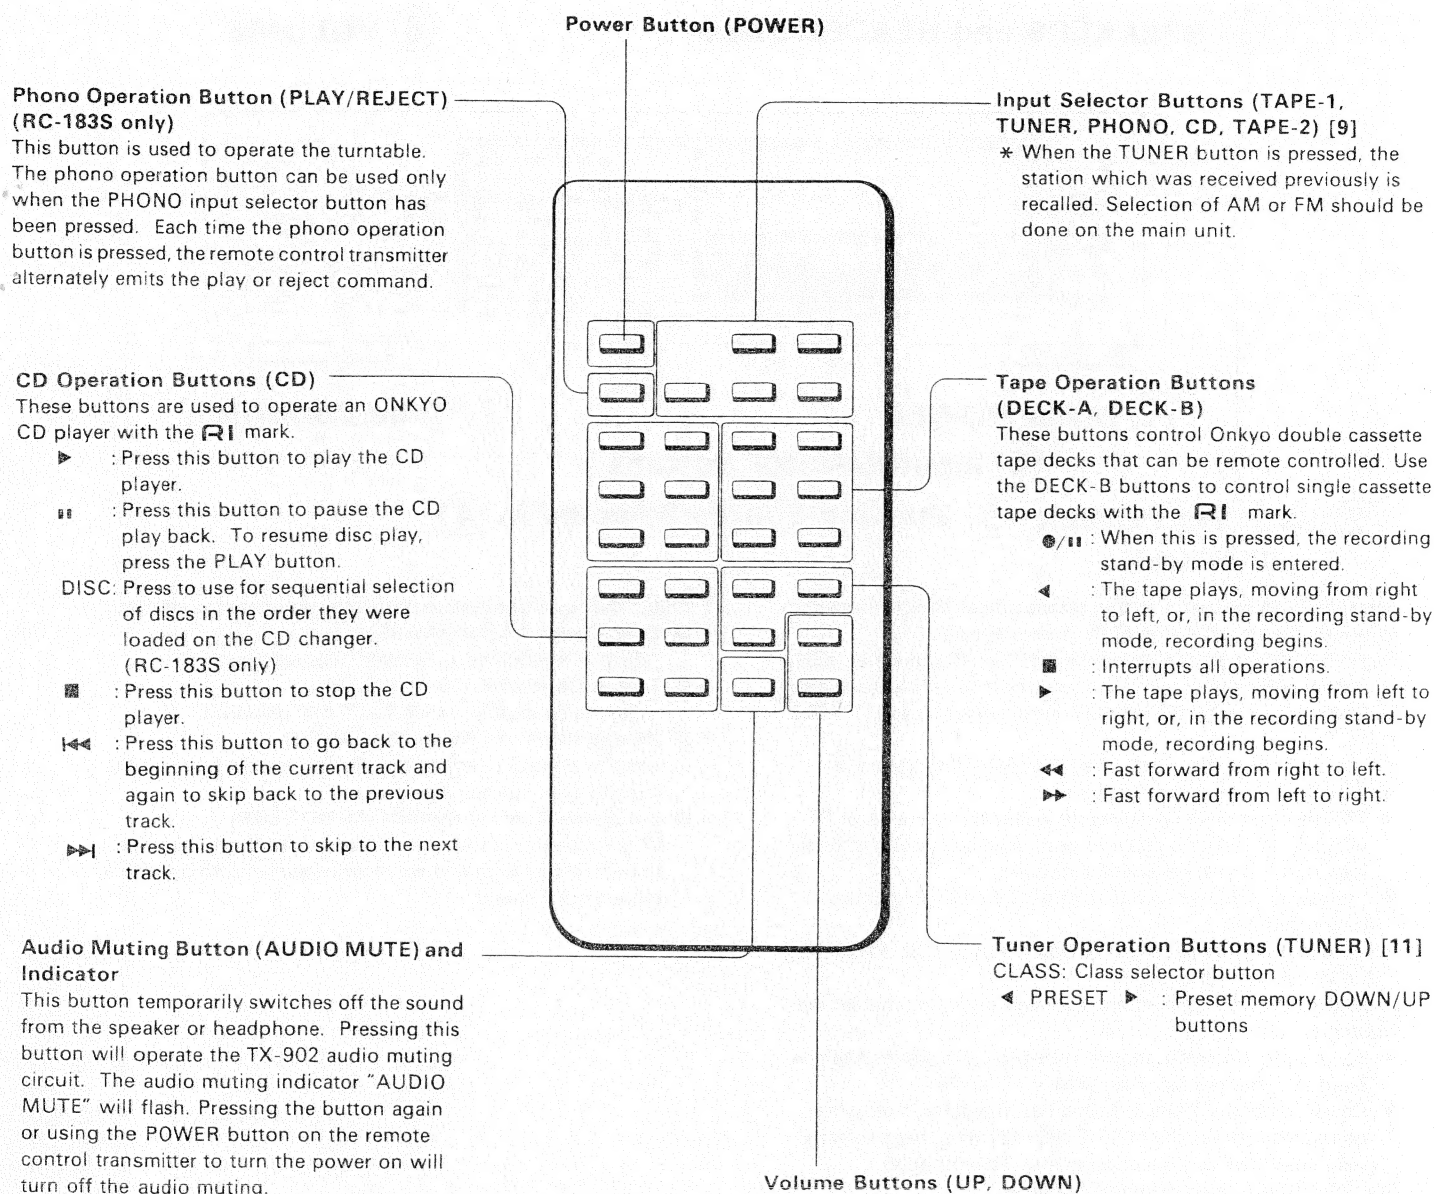 Power Button (POWER)
Phono Operation Button (PLAY/REJECT)
(RC-183S only)
This button is used to operate the turntable.
The phono operation button can be used only
when the PHONO input selector button has
been pressed. Each time the phono operation
button is pressed, the remote control transmitter
alternately emits the play or reject command.
CD Operation Buttons (CD)
These buttons are used to operate an ONKYO
CD player with the RI mark.
▶ : Press this button to play the CD
player.
▮▮ : Press this button to pause the CD
play back. To resume disc play,
press the PLAY button.
DISC: Press to use for sequential selection
of discs in the order they were
loaded on the CD changer.
(RC-183S only)
■ : Press this button to stop the CD
player.
|◀◀ : Press this button to go back to the
beginning of the current track and
again to skip back to the previous
track.
▶▶| : Press this button to skip to the next
track.
Audio Muting Button (AUDIO MUTE) and
Indicator
This button temporarily switches off the sound
from the speaker or headphone. Pressing this
button will operate the TX-902 audio muting
circuit. The audio muting indicator "AUDIO
MUTE" will flash. Pressing the button again
or using the POWER button on the remote
control transmitter to turn the power on will
turn off the audio muting.
Input Selector Buttons (TAPE-1,
TUNER, PHONO, CD, TAPE-2) [9]
* When the TUNER button is pressed, the
station which was received previously is
recalled. Selection of AM or FM should be
done on the main unit.
Tape Operation Buttons
(DECK-A, DECK-B)
These buttons control Onkyo double cassette
tape decks that can be remote controlled. Use
the DECK-B buttons to control single cassette
tape decks with the RI mark.
●/▮▮ : When this is pressed, the recording
stand-by mode is entered.
◀ : The tape plays, moving from right
to left, or, in the recording stand-by
mode, recording begins.
■ : Interrupts all operations.
▶ : The tape plays, moving from left to
right, or, in the recording stand-by
mode, recording begins.
◀◀ : Fast forward from right to left.
▶▶ : Fast forward from left to right.
Tuner Operation Buttons (TUNER) [11]
CLASS: Class selector button
◀ PRESET ▶ : Preset memory DOWN/UP
buttons
Volume Buttons (UP, DOWN)